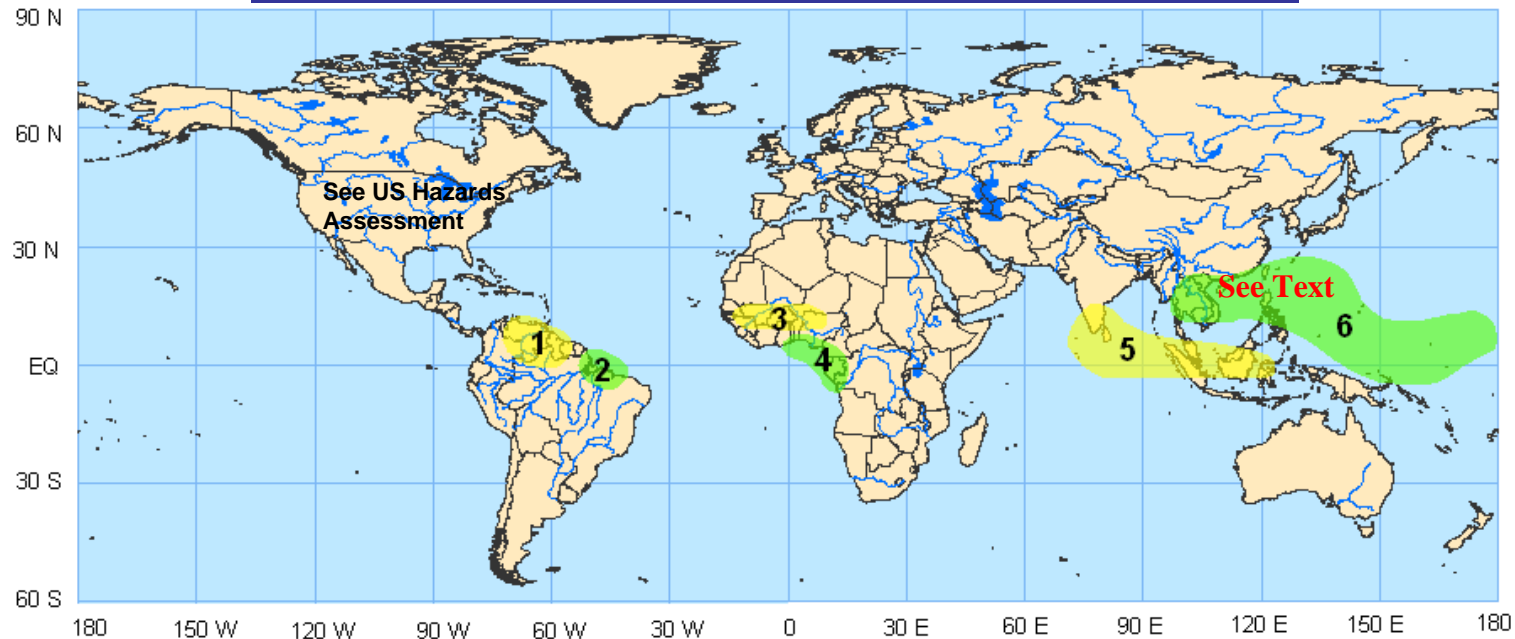 90 N
60 N
See US Hazards
Assessment
30 N
See Text
3
6
1
4
5
EQ
2
30 S
60 S
180 150 W 120 W 90 W 60 W 30 W 0 30 E 60 E 90 E 120 E 150 E 180